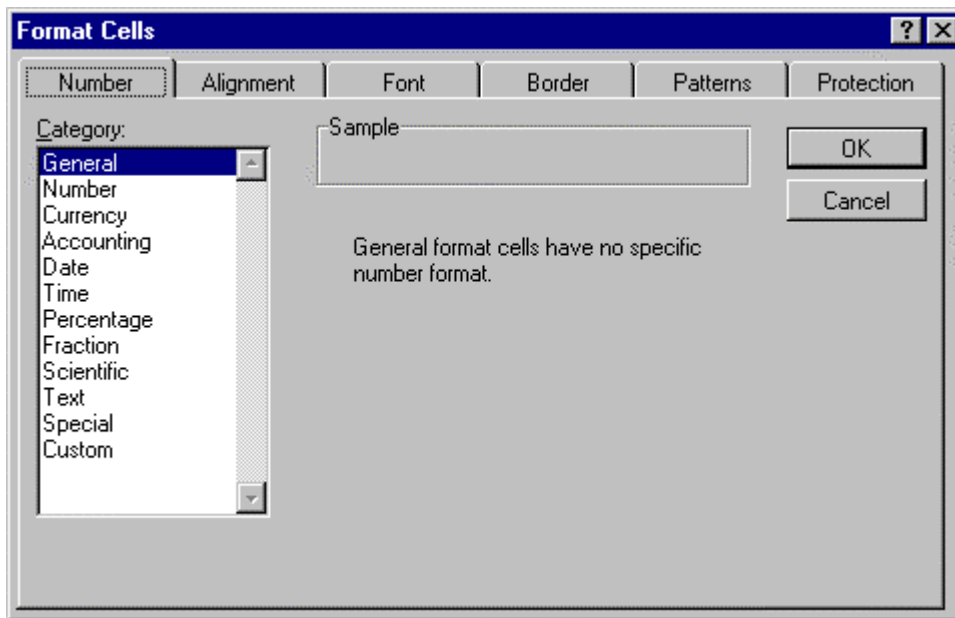 Format Cells
Number Alignment Font Border Patterns Protection
Category:
General
Number
Currency
Accounting
Date
Time
Percentage
Fraction
Scientific
Text
Special
Custom
Sample
General format cells have no specific
number format.
OK
Cancel